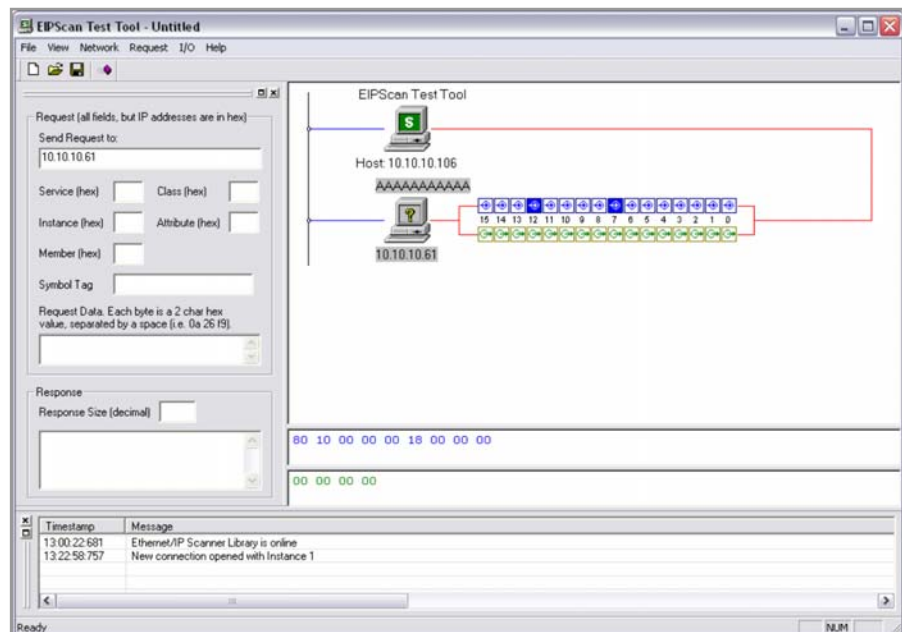 EIPScan Test Tool - Untitled
File View Network Request I/O Help
Request (all fields, but IP addresses are in hex)
Send Request to:
10.10.10.61
Service (hex) Class (hex)
Instance (hex) Attribute (hex)
Member (hex)
Symbol Tag
Request Data. Each byte is a 2 char hex
value, separated by a space (i.e. 0a 26 f9).
Response
Response Size (decimal)
EIPScan Test Tool
S
Host: 10.10.10.106
AAAAAAAAAAAA
?
15 14 13 12 11 10 9 8 7 6 5 4 3 2 1 0
10.10.10.61
80 10 00 00 00 18 00 00 00
00 00 00 00
Timestamp Message
13:00:22:681 Ethernet/IP Scanner Library is online
13:22:58:757 New connection opened with Instance 1
Ready NUM